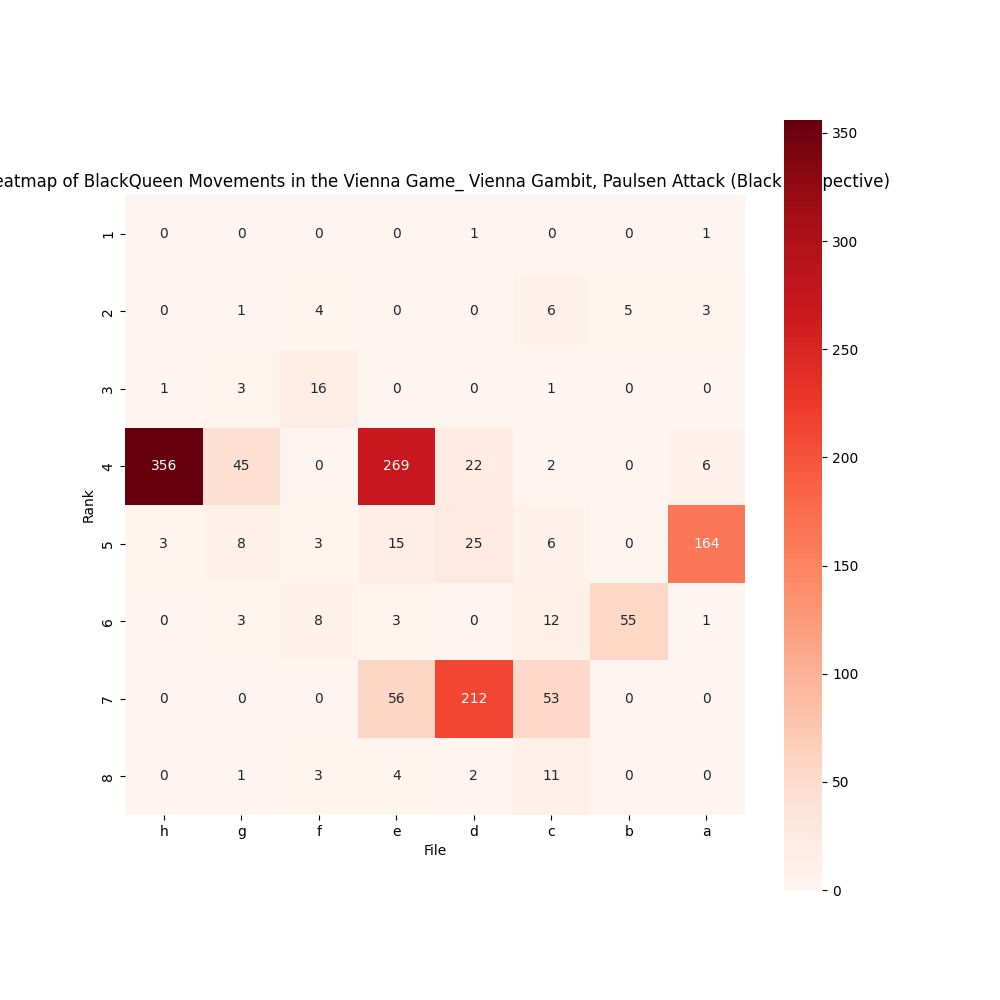 eatmap of BlackQueen Movements in the Vienna Game_ Vienna Gambit, Paulsen Attack (Black pective)
Rank
1 0 0 0 0 1 0 0 1
2 0 1 4 0 0 6 5 3
3 1 3 16 0 0 1 0 0
4 356 45 0 269 22 2 0 6
5 3 8 3 15 25 6 0 164
6 0 3 8 3 0 12 55 1
7 0 0 0 56 212 53 0 0
8 0 1 3 4 2 11 0 0
h g f e d c b a
File
350
300
250
200
150
100
50
0